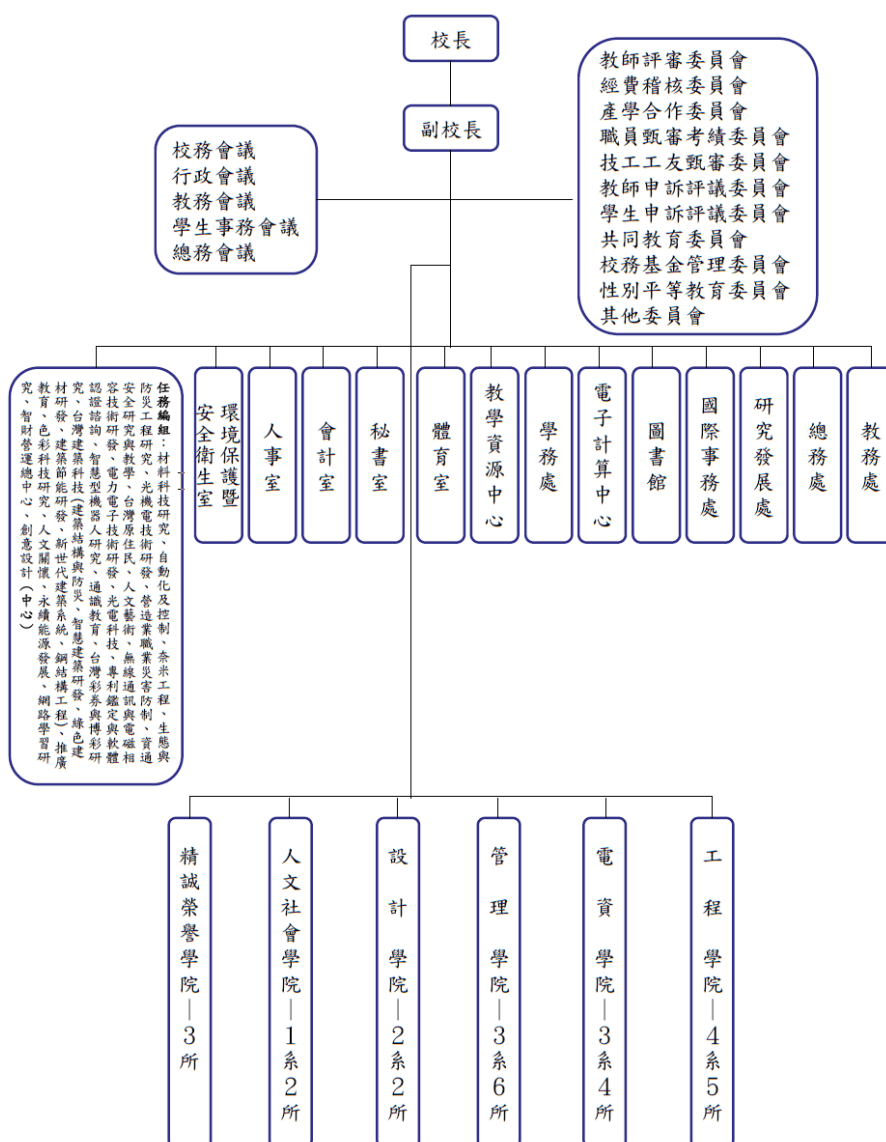 校長
副校長
校務會議
行政會議
教務會議
學生事務會議
總務會議
教師評審委員會
經費稽核委員會
產學合作委員會
職員甄審考績委員會
技工工友甄審委員會
教師申訴評議委員會
學生申訴評議委員會
共同教育委員會
校務基金管理委員會
性別平等教育委員會
其他委員會
教務處
總務處
研究發展處
國際事務處
圖書館
電子計算中心
學務處
教學資源中心
體育室
秘書室
會計室
人事室
環境保護暨
安全衛生室
任務編組：材料科技研究、自動化及控制、奈米工程、生態與
防災工程研究、光機電技術研發、營造業職業災害防制、資通
安全研究與教學、台灣原住民、人文藝術、無線通訊與電磁相
容技術研發、電力電子技術研發、光電科技、專利鑑定與軟體
認證諮詢、智慧型機器人研究、通識教育、台灣彩券與博彩研
究、台灣建築科技(建築結構與防災、智慧建築研發、綠色建
材研發、建築節能研發、新世代建築系統、鋼結構工程)、推廣
教育、色彩科技研究、人文關懷、永續能源發展、網路學習研
究、智財營運總中心、創意設計(中心)
工程學院—4系5所
電資學院—3系4所
管理學院—3系6所
設計學院—2系2所
人文社會學院—1系2所
精誠榮譽學院—3所